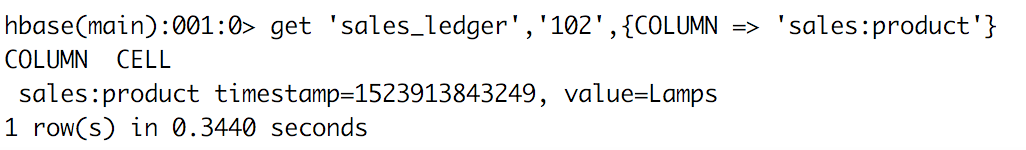 hbase(main):001:0> get 'sales_ledger','102',{COLUMN => 'sales:product'}
COLUMN  CELL
 sales:product timestamp=1523913843249, value=Lamps
1 row(s) in 0.3440 seconds